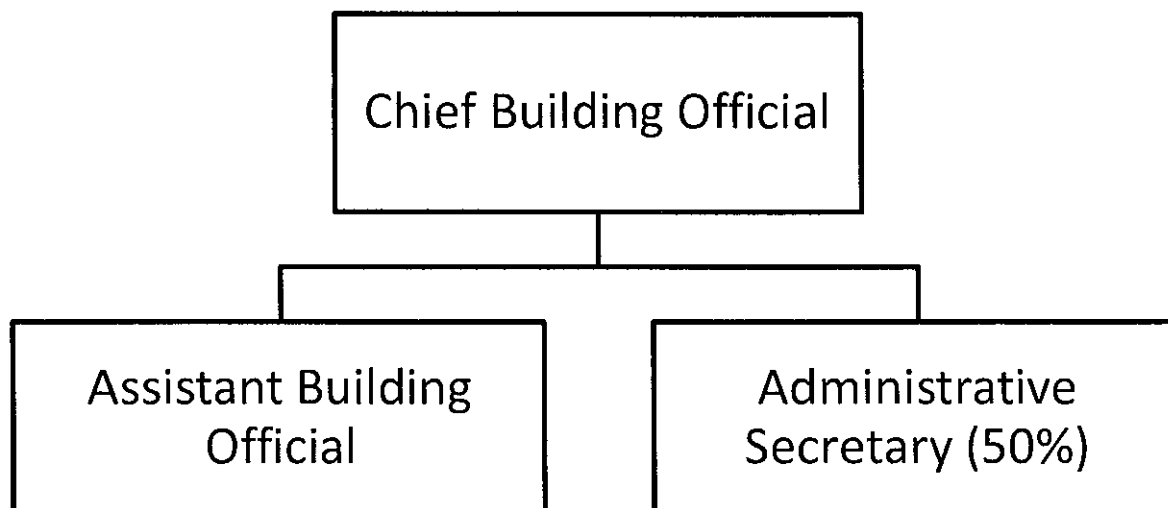 Chief Building Official
Assistant Building
Official
Administrative
Secretary (50%)